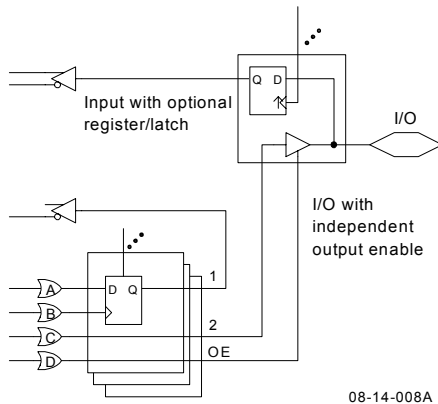 Q D
I/O
Input with optional
register/latch
I/O with
independent
output enable
1
A
D Q
B
2
C
OE
D
08-14-008A